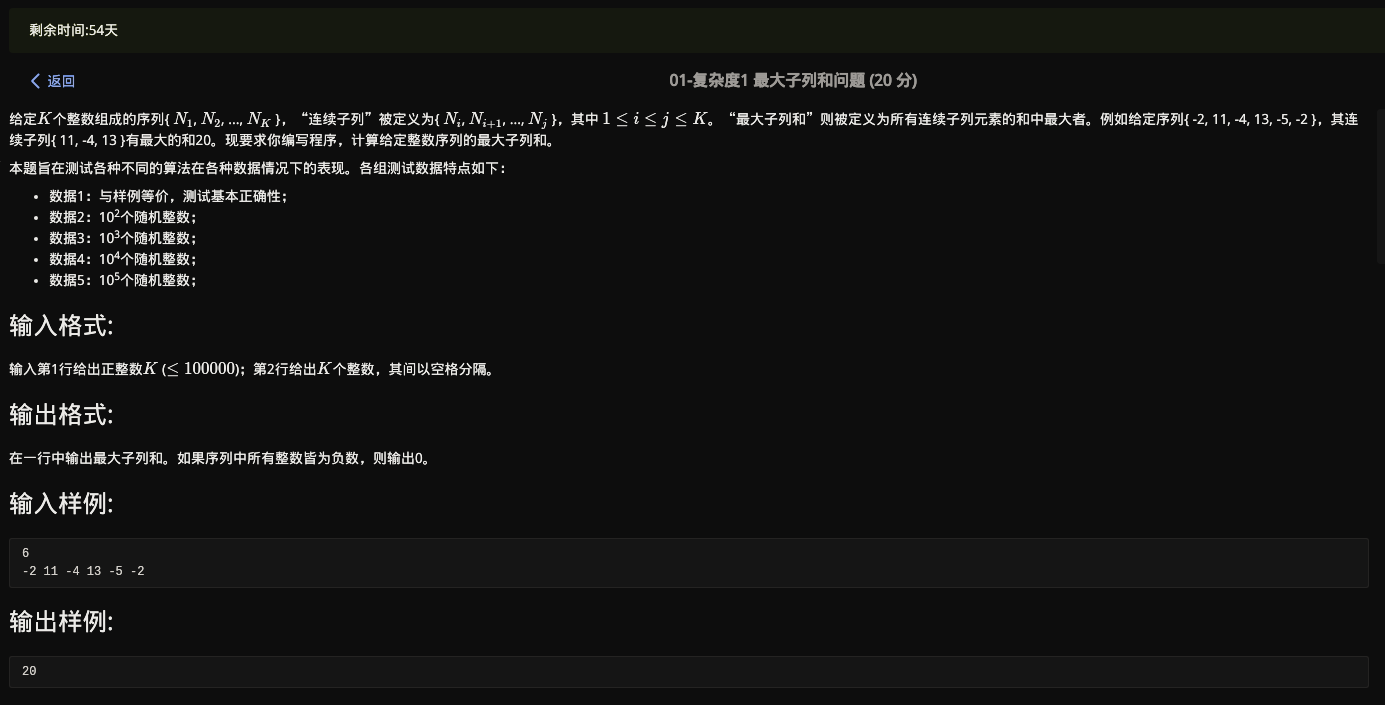 剩余时间:54天
返回
01-复杂度1 最大子列和问题 (20 分)
给定K个整数组成的序列{ N₁, N₂, ..., N_K }，“连续子列”被定义为{ N_i, N_{i+1}, ..., N_j }，其中 1 ≤ i ≤ j ≤ K。“最大子列和”则被定义为所有连续子列元素的和中最大者。例如给定序列{ -2, 11, -4, 13, -5, -2 }，其连
续子列{ 11, -4, 13 }有最大的和20。现要求你编写程序，计算给定整数序列的最大子列和。
本题旨在测试各种不同的算法在各种数据情况下的表现。各组测试数据特点如下：
• 数据1：与样例等价，测试基本正确性；
• 数据2：10²个随机整数；
• 数据3：10³个随机整数；
• 数据4：10⁴个随机整数；
• 数据5：10⁵个随机整数；
输入格式:
输入第1行给出正整数K (≤ 100000)；第2行给出K个整数，其间以空格分隔。
输出格式:
在一行中输出最大子列和。如果序列中所有整数皆为负数，则输出0。
输入样例:
6
-2 11 -4 13 -5 -2
输出样例:
20